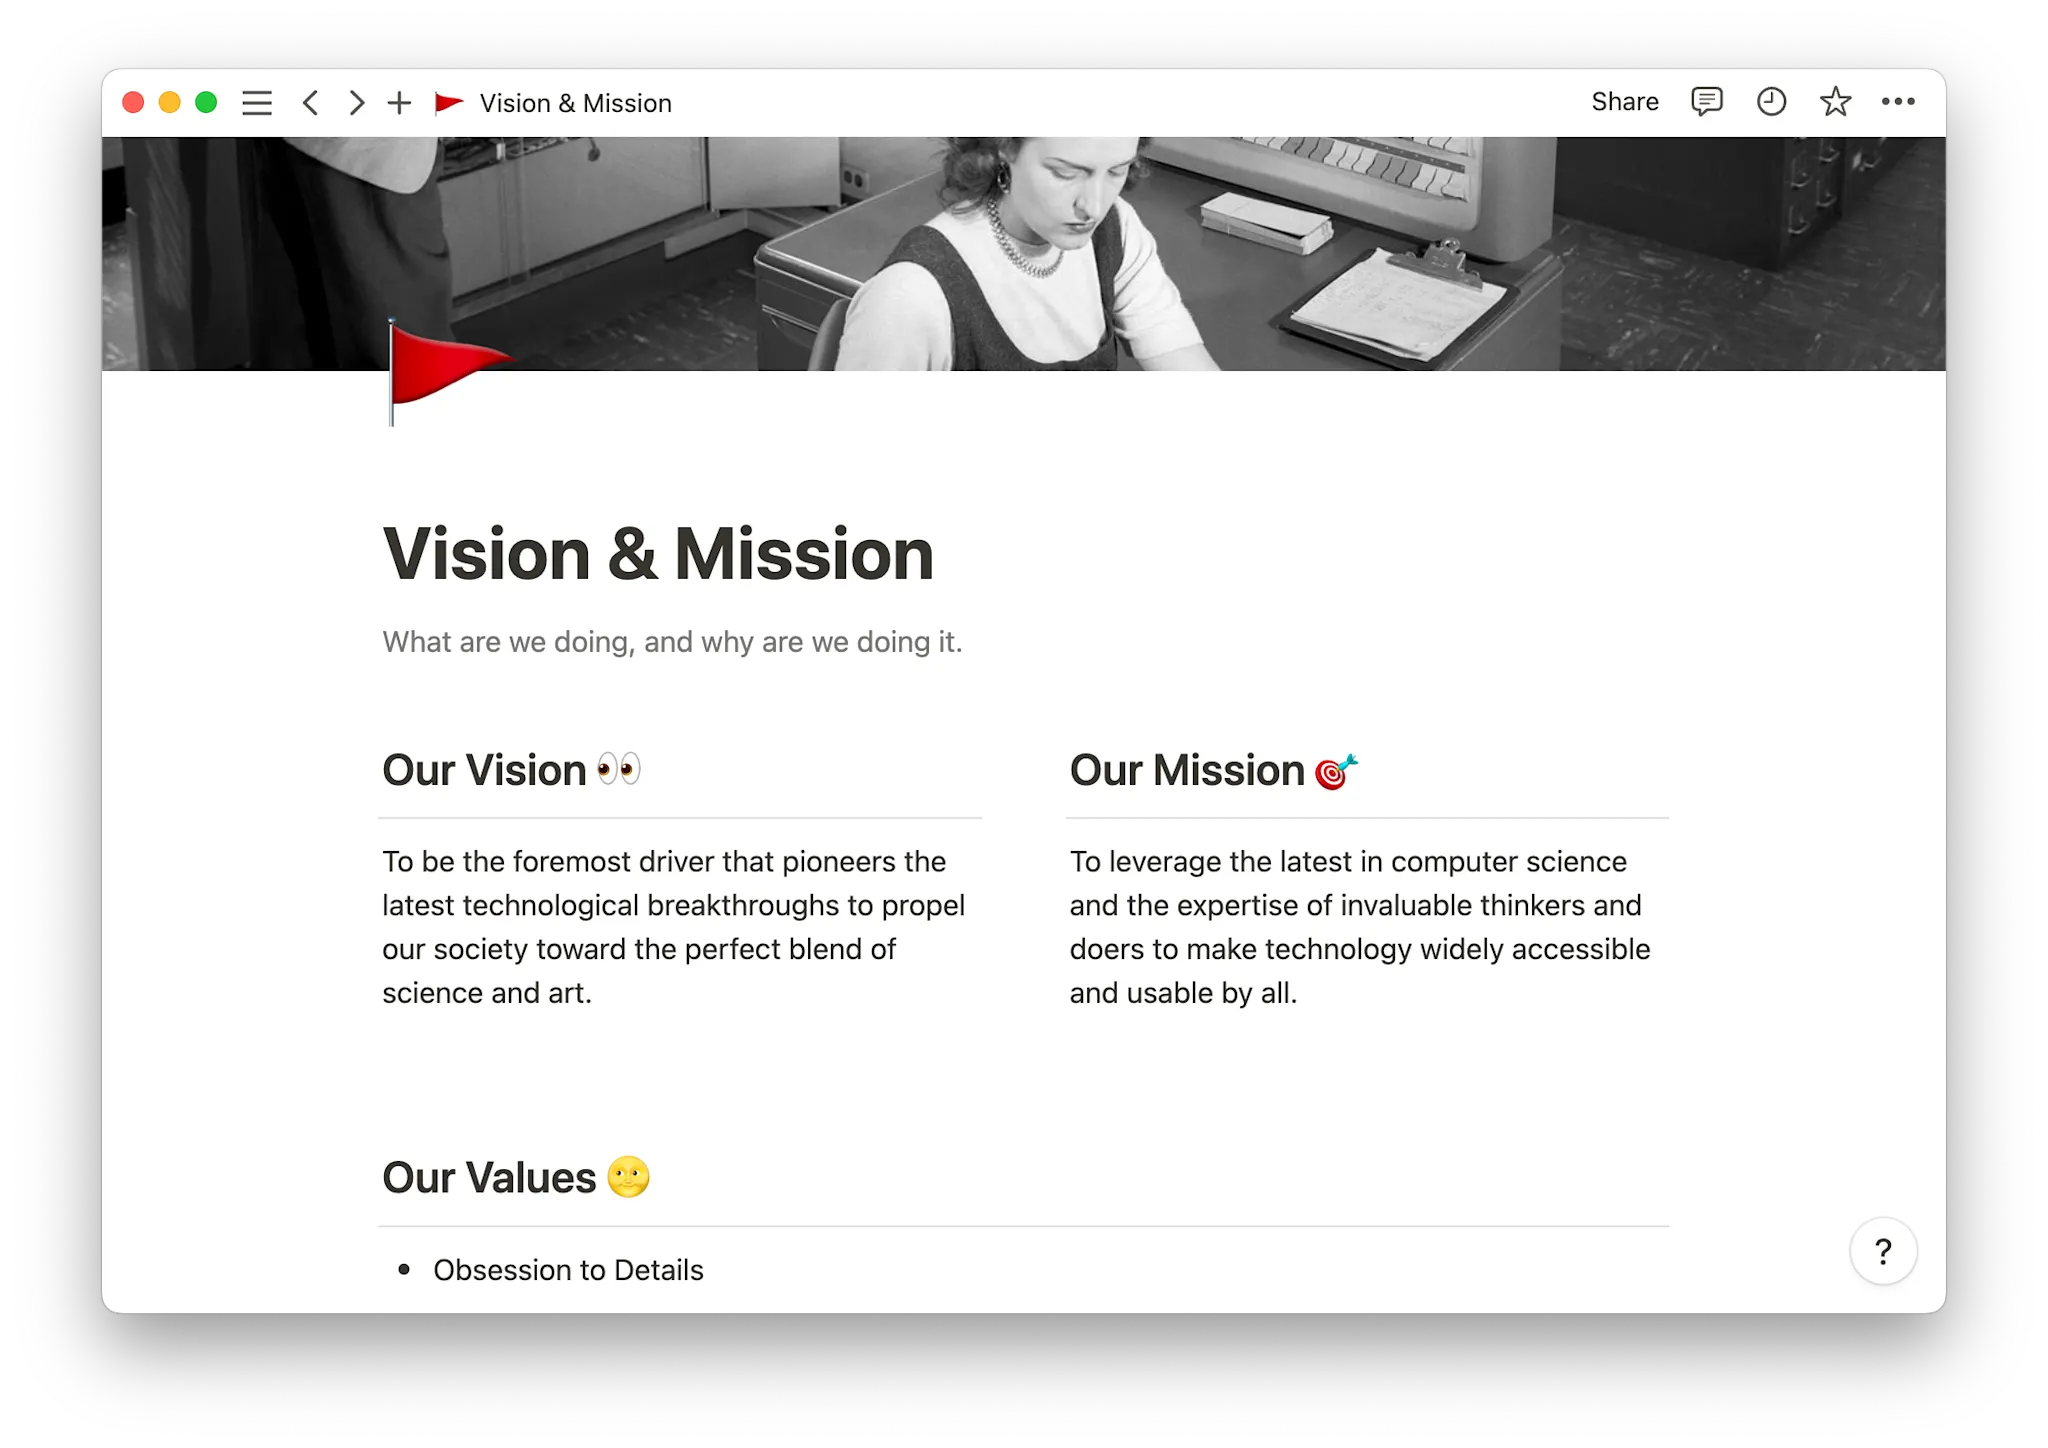 Vision & Mission
Share
Vision & Mission
What are we doing, and why are we doing it.
Our Vision 👀
To be the foremost driver that pioneers the
latest technological breakthroughs to propel
our society toward the perfect blend of
science and art.
Our Mission 🎯
To leverage the latest in computer science
and the expertise of invaluable thinkers and
doers to make technology widely accessible
and usable by all.
Our Values 🌝
• Obsession to Details
?